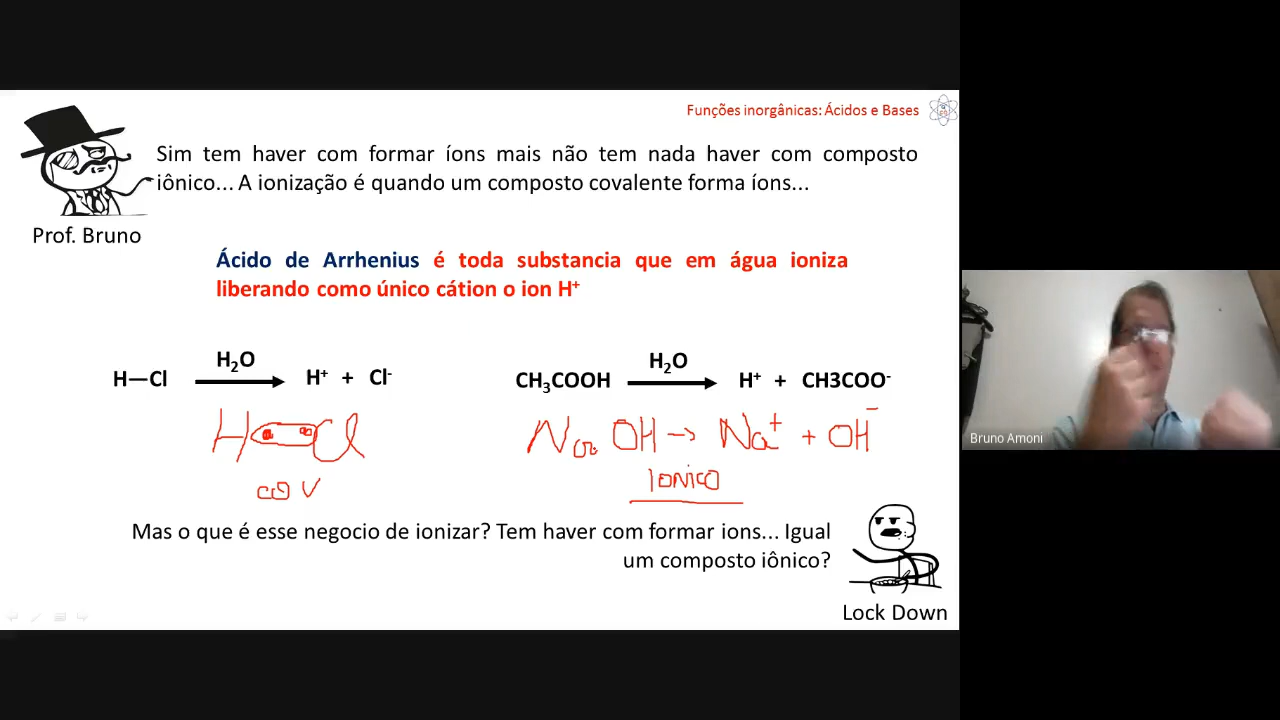 Funções inorgânicas: Ácidos e Bases
Sim tem haver com formar íons mais não tem nada haver com composto
iônico... A ionização é quando um composto covalente forma íons...
Prof. Bruno
Ácido de Arrhenius é toda substancia que em água ioniza
liberando como único cátion o ion H⁺
H—Cl H₂O H⁺ + Cl⁻
CH₃COOH H₂O H⁺ + CH3COO⁻
H Cl
COV
Na OH → Na⁺ + OH⁻
IONICO
Mas o que é esse negocio de ionizar? Tem haver com formar ions... Igual
um composto iônico?
Lock Down
Bruno Amoni